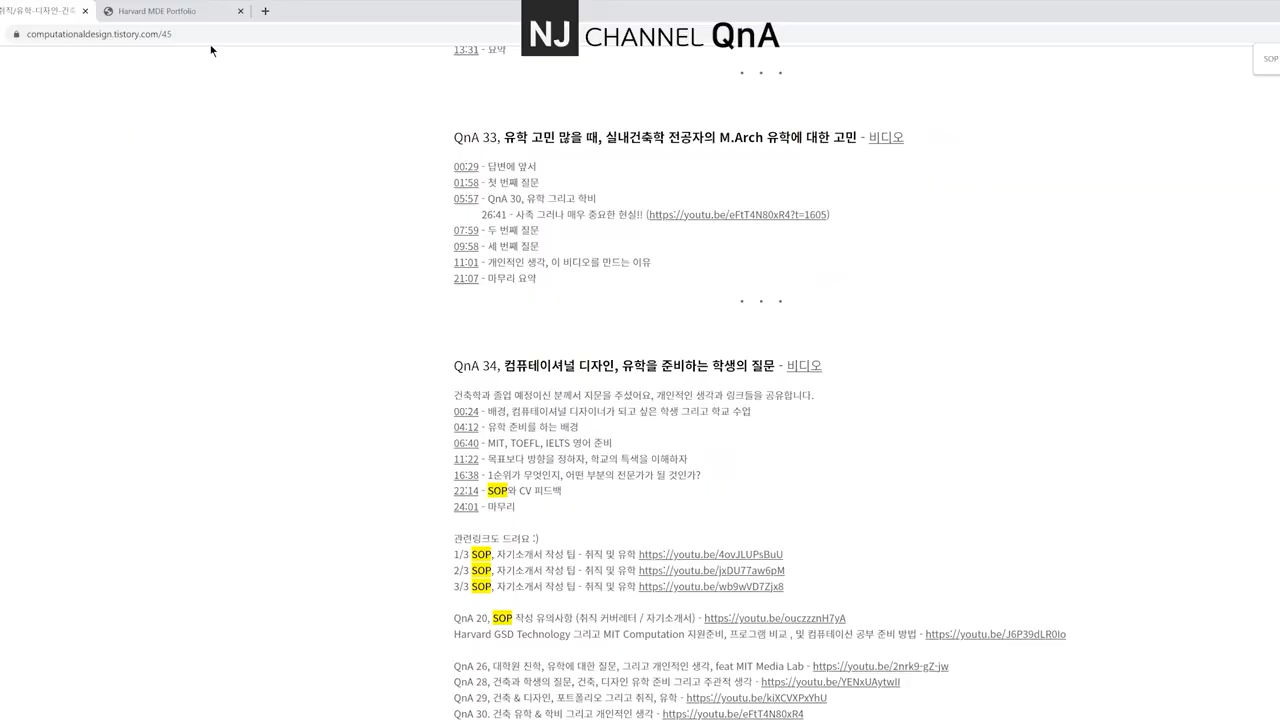 취직/유학-디자인-건축
Harvard MDE Portfolio
computationaldesign.tistory.com/45
NJ CHANNEL QnA
SOP
13:31 - 요약
• • •
QnA 33, 유학 고민 많을 때, 실내건축학 전공자의 M.Arch 유학에 대한 고민 - 비디오
00:29 - 답변에 앞서
01:58 - 첫 번째 질문
05:57 - QnA 30, 유학 그리고 학비
26:41 - 사족 그러나 매우 중요한 현실!! (https://youtu.be/eFtT4N80xR4?t=1605)
07:59 - 두 번째 질문
09:58 - 세 번째 질문
11:01 - 개인적인 생각, 이 비디오를 만드는 이유
21:07 - 마무리 요약
• • •
QnA 34, 컴퓨테이셔널 디자인, 유학을 준비하는 학생의 질문 - 비디오
건축학과 졸업 예정이신 분께서 지문을 주셨어요, 개인적인 생각과 링크들을 공유합니다.
00:24 - 배경, 컴퓨테이셔널 디자이너가 되고 싶은 학생 그리고 학교 수업
04:12 - 유학 준비를 하는 배경
06:40 - MIT, TOEFL, IELTS 영어 준비
11:22 - 목표보다 방향을 정하자, 학교의 특색을 이해하자
16:38 - 1순위가 무엇인지, 어떤 부분의 전문가가 될 것인가?
22:14 - SOP와 CV 피드백
24:01 - 마무리
관련링크도 드려요 :)
1/3 SOP, 자기소개서 작성 팁 - 취직 및 유학 https://youtu.be/4ovJLUPsBuU
2/3 SOP, 자기소개서 작성 팁 - 취직 및 유학 https://youtu.be/jxDU77aw6pM
3/3 SOP, 자기소개서 작성 팁 - 취직 및 유학 https://youtu.be/wb9wVD7Zjx8
QnA 20, SOP 작성 유의사항 (취직 커버레터 / 자기소개서) - https://youtu.be/ouczzznH7yA
Harvard GSD Technology 그리고 MIT Computation 지원준비, 프로그램 비교 , 및 컴퓨테이션 공부 준비 방법 - https://youtu.be/J6P39dLR0Io
QnA 26, 대학원 진학, 유학에 대한 질문, 그리고 개인적인 생각, feat MIT Media Lab - https://youtu.be/2nrk9-gZ-jw
QnA 28, 건축과 학생의 질문, 건축, 디자인 유학 준비 그리고 주관적 생각 - https://youtu.be/YENxUAytwII
QnA 29, 건축 & 디자인, 포트폴리오 그리고 취직, 유학 - https://youtu.be/kiXCVXPxYhU
QnA 30. 건축 유학 & 학비 그리고 개인적인 생각 - https://youtu.be/eFtT4N80xR4